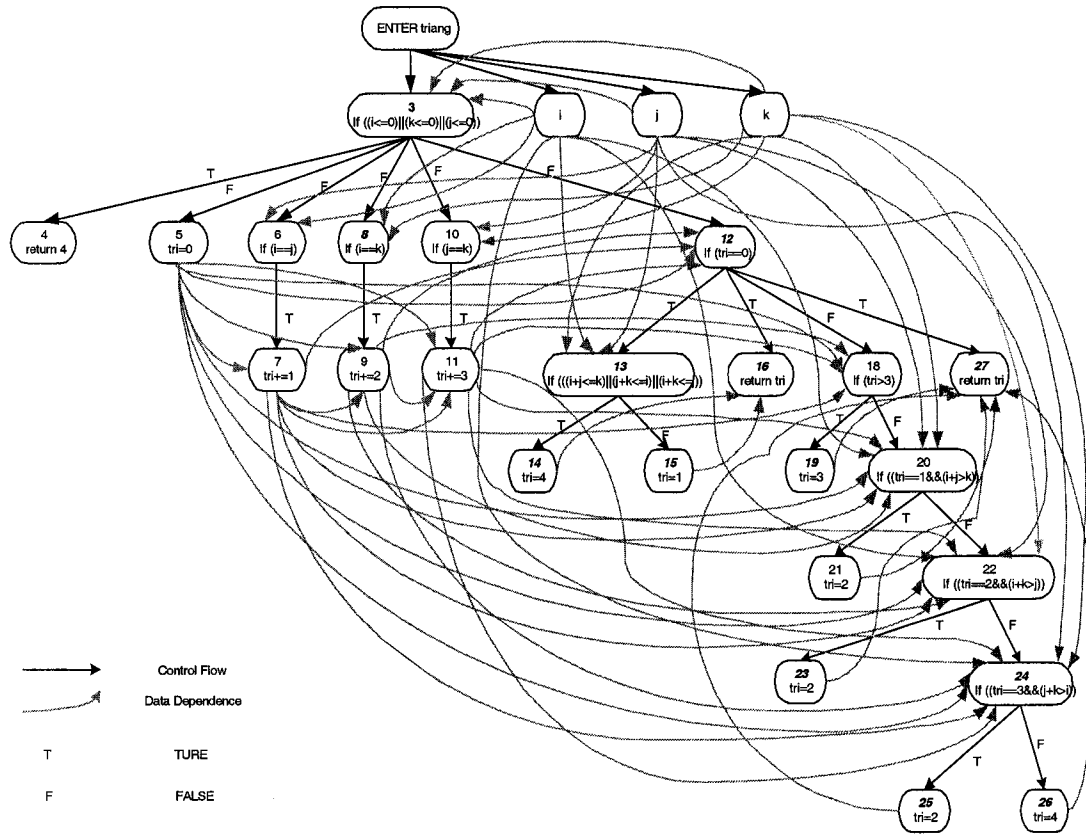 ENTER triang
3
If ((i<=0)||(k<=0)||(j<=0))
i
j
k
T
F
F
F
F
F
4
return 4
5
tri=0
6
If (i==j)
8
If (i==k)
10
If (j==k)
12
If (tri==0)
T
T
T
T
T
F
T
7
tri+=1
9
tri+=2
11
tri+=3
13
If (((i+j<=k)||(j+k<=i)||(i+k<=j))
16
return tri
18
If (tri>3)
27
return tri
T
F
T
F
14
tri=4
15
tri=1
19
tri=3
20
If ((tri==1&&(i+j>k))
T
F
21
tri=2
22
If ((tri==2&&(i+k>j))
T
F
23
tri=2
24
If ((tri==3&&(j+k>i))
T
F
25
tri=2
26
tri=4
Control Flow
Data Dependence
T TURE
F FALSE